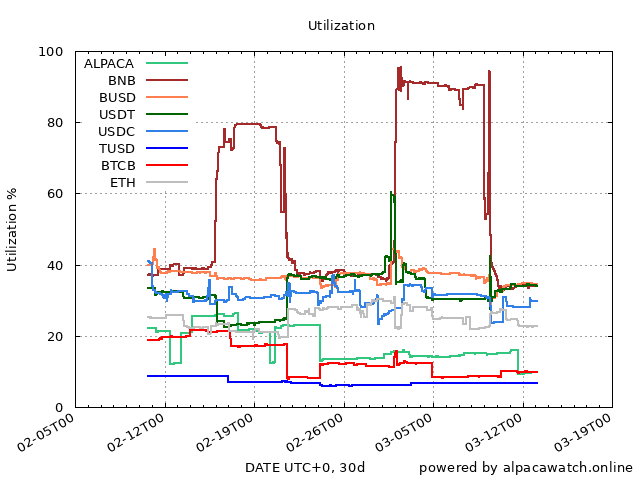 Utilization
100
80
60
40
20
0
Utilization %
ALPACA
BNB
BUSD
USDT
USDC
TUSD
BTCB
ETH
02-05T00
02-12T00
02-19T00
02-26T00
03-05T00
03-12T00
03-19T00
DATE UTC+0, 30d
powered by alpacawatch.online